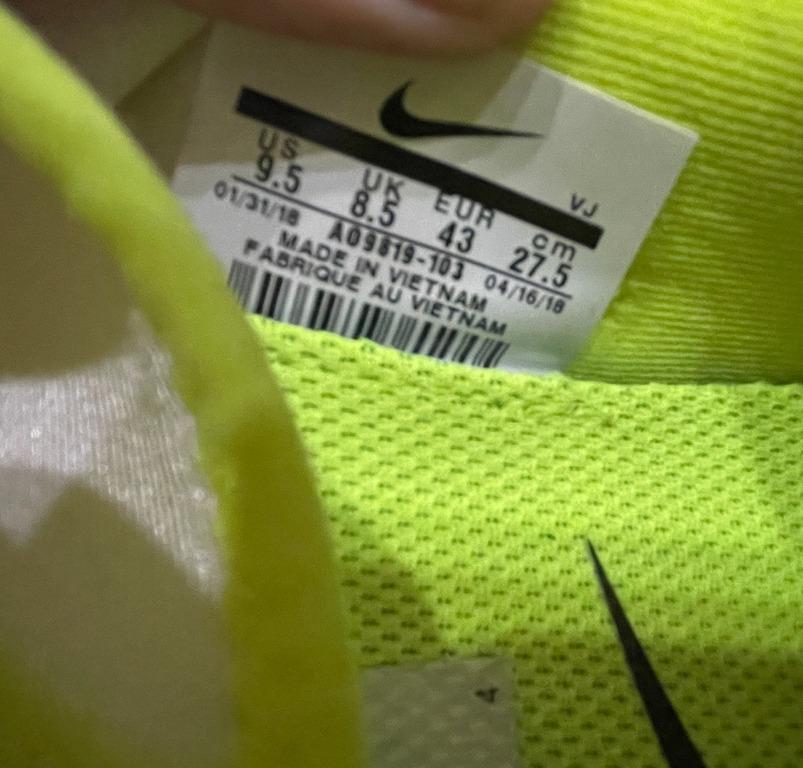 VJ
US UK EUR cm
9.5 8.5 43 27.5
01/31/18 A09819-103 04/16/18
MADE IN VIETNAM
FABRIQUE AU VIETNAM
A